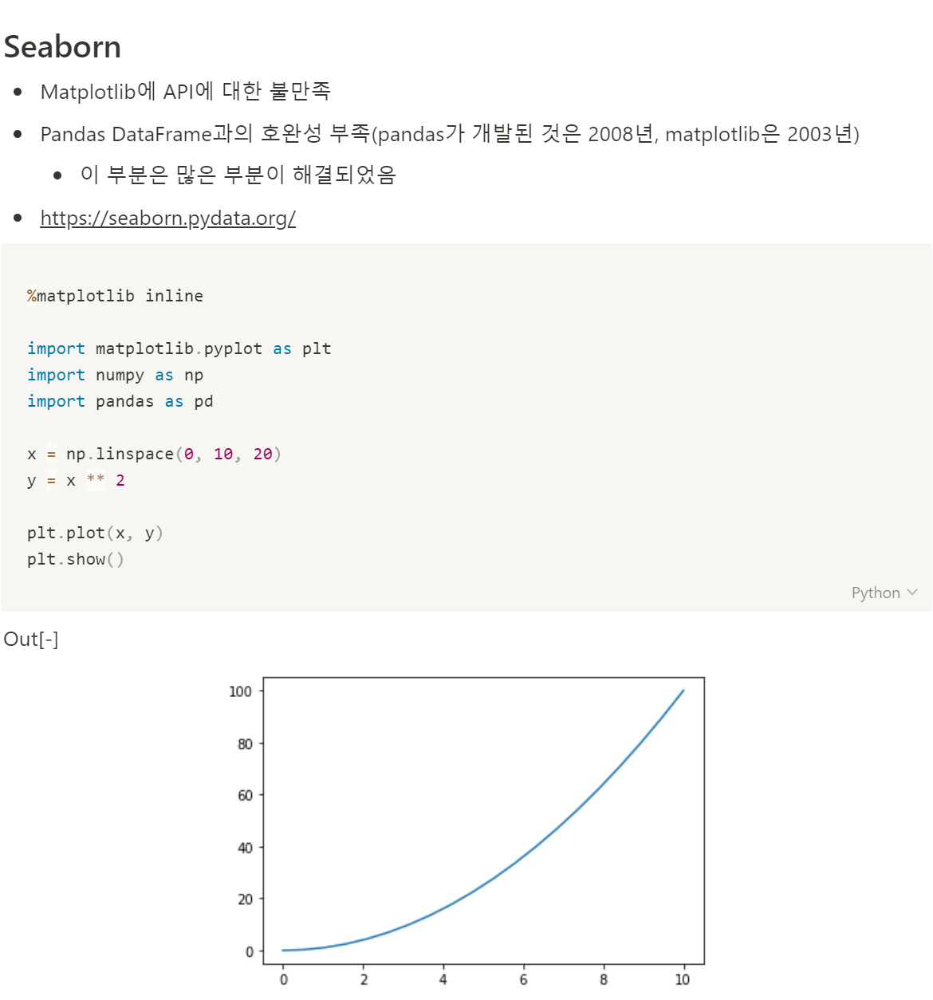 Seaborn
• Matplotlib에 API에 대한 불만족
• Pandas DataFrame과의 호완성 부족(pandas가 개발된 것은 2008년, matplotlib은 2003년)
• 이 부분은 많은 부분이 해결되었음
• https://seaborn.pydata.org/
%matplotlib inline
import matplotlib.pyplot as plt
import numpy as np
import pandas as pd
x = np.linspace(0, 10, 20)
y = x ** 2
plt.plot(x, y)
plt.show()
Python
Out[-]
100
80
60
40
20
0
0 2 4 6 8 10